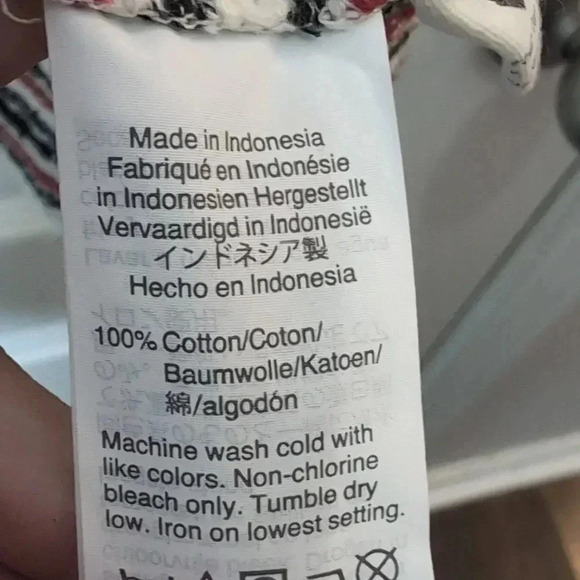 Made in Indonesia
Fabriqué en Indonésie
in Indonesien Hergestellt
Vervaardigd in Indonesië
インドネシア製
Hecho en Indonesia
100% Cotton/Coton/
Baumwolle/Katoen/
綿/algodón
Machine wash cold with
like colors. Non-chlorine
bleach only. Tumble dry
low. Iron on lowest setting.